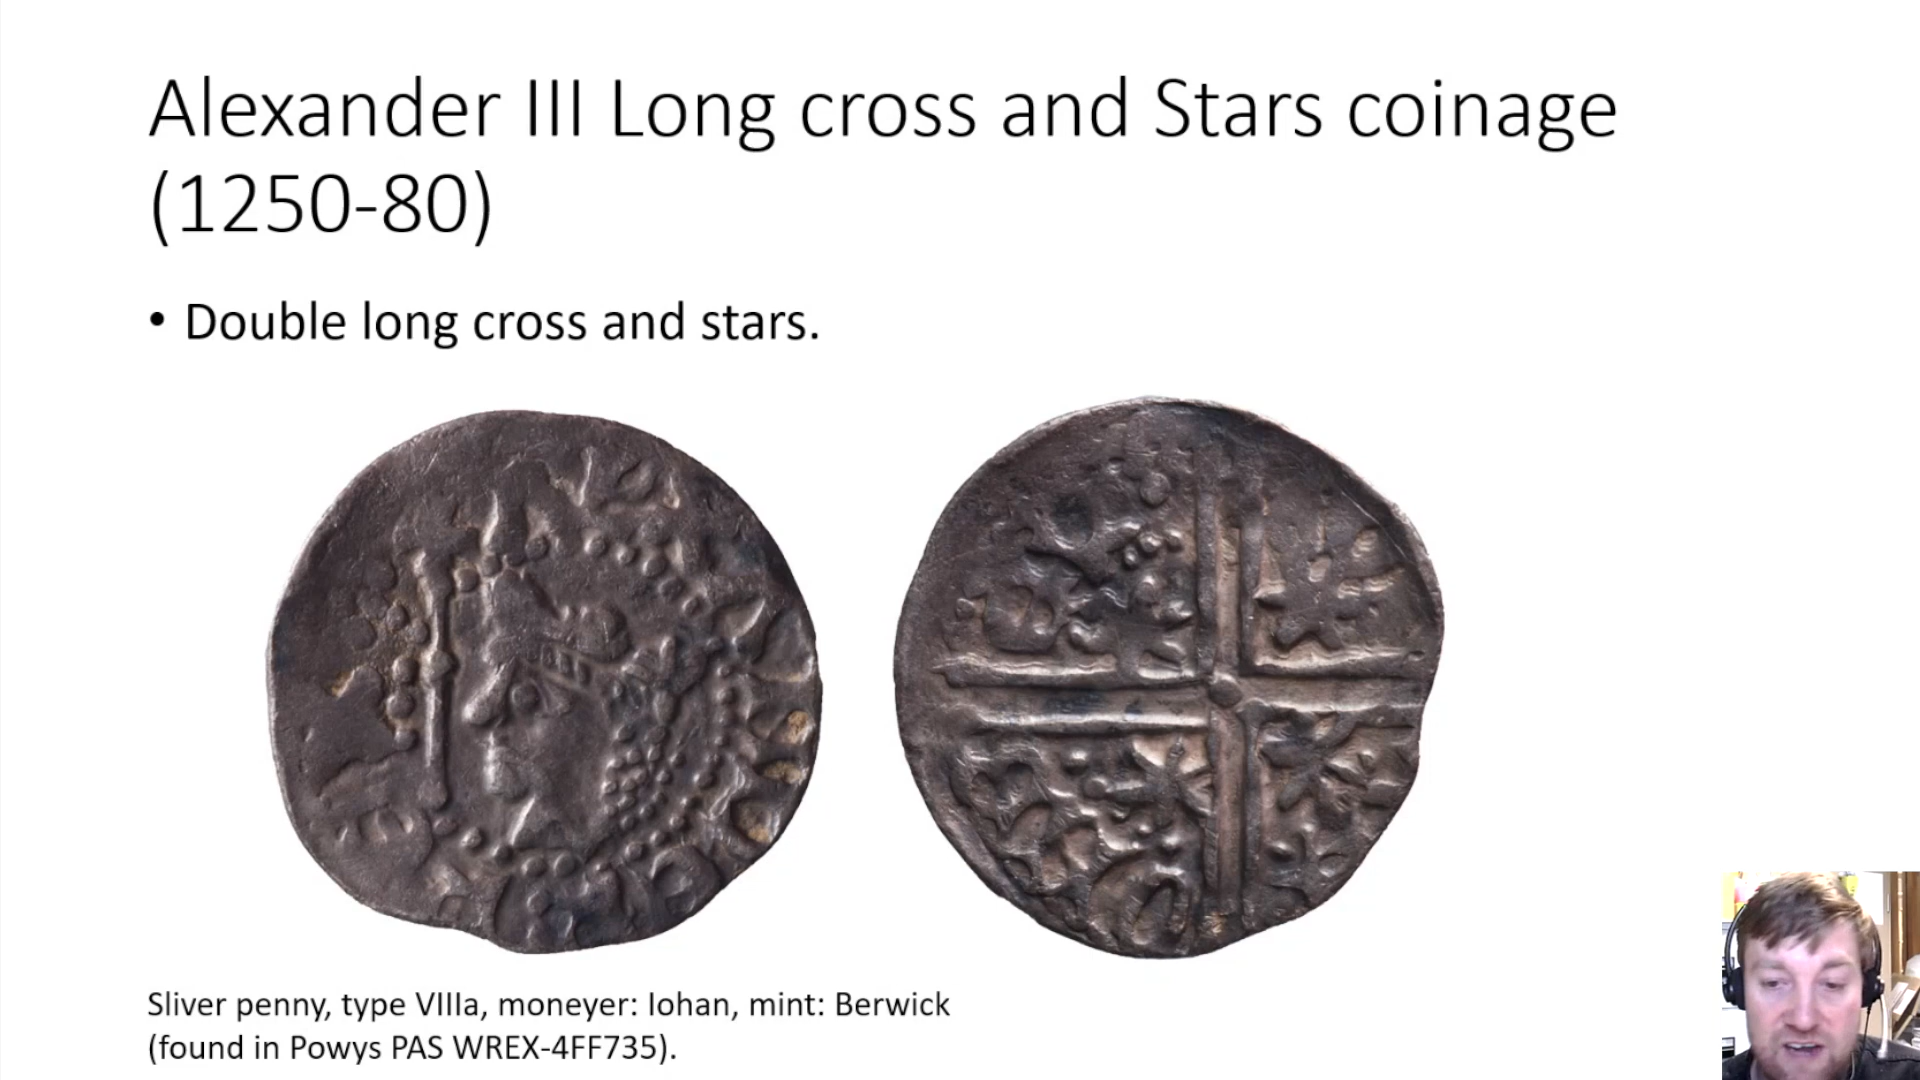 Alexander III Long cross and Stars coinage
(1250-80)
• Double long cross and stars.
Sliver penny, type VIIIa, moneyer: Iohan, mint: Berwick
(found in Powys PAS WREX-4FF735).